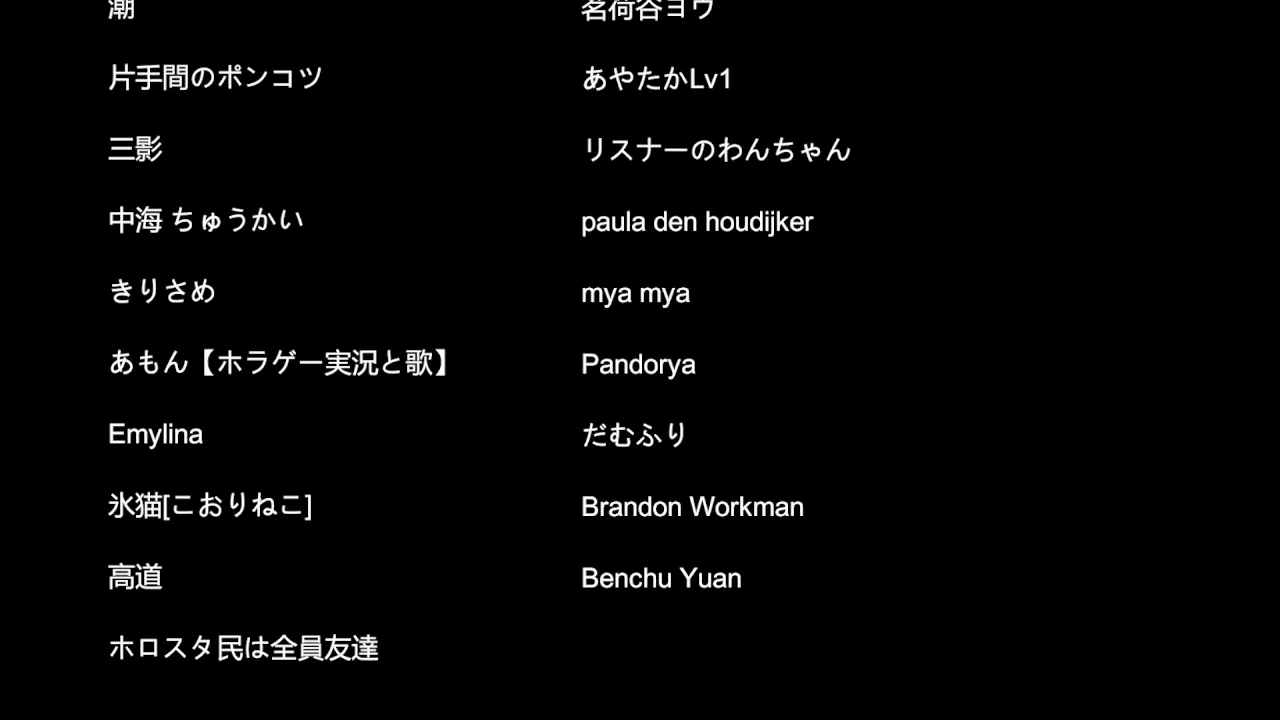 潮
片手間のポンコツ
三影
中海 ちゅうかい
きりさめ
あもん【ホラゲー実況と歌】
Emylina
氷猫[こおりねこ]
高道
ホロスタ民は全員友達
茗荷谷ヨウ
あやたかLv1
リスナーのわんちゃん
paula den houdijker
mya mya
Pandorya
だむふり
Brandon Workman
Benchu Yuan